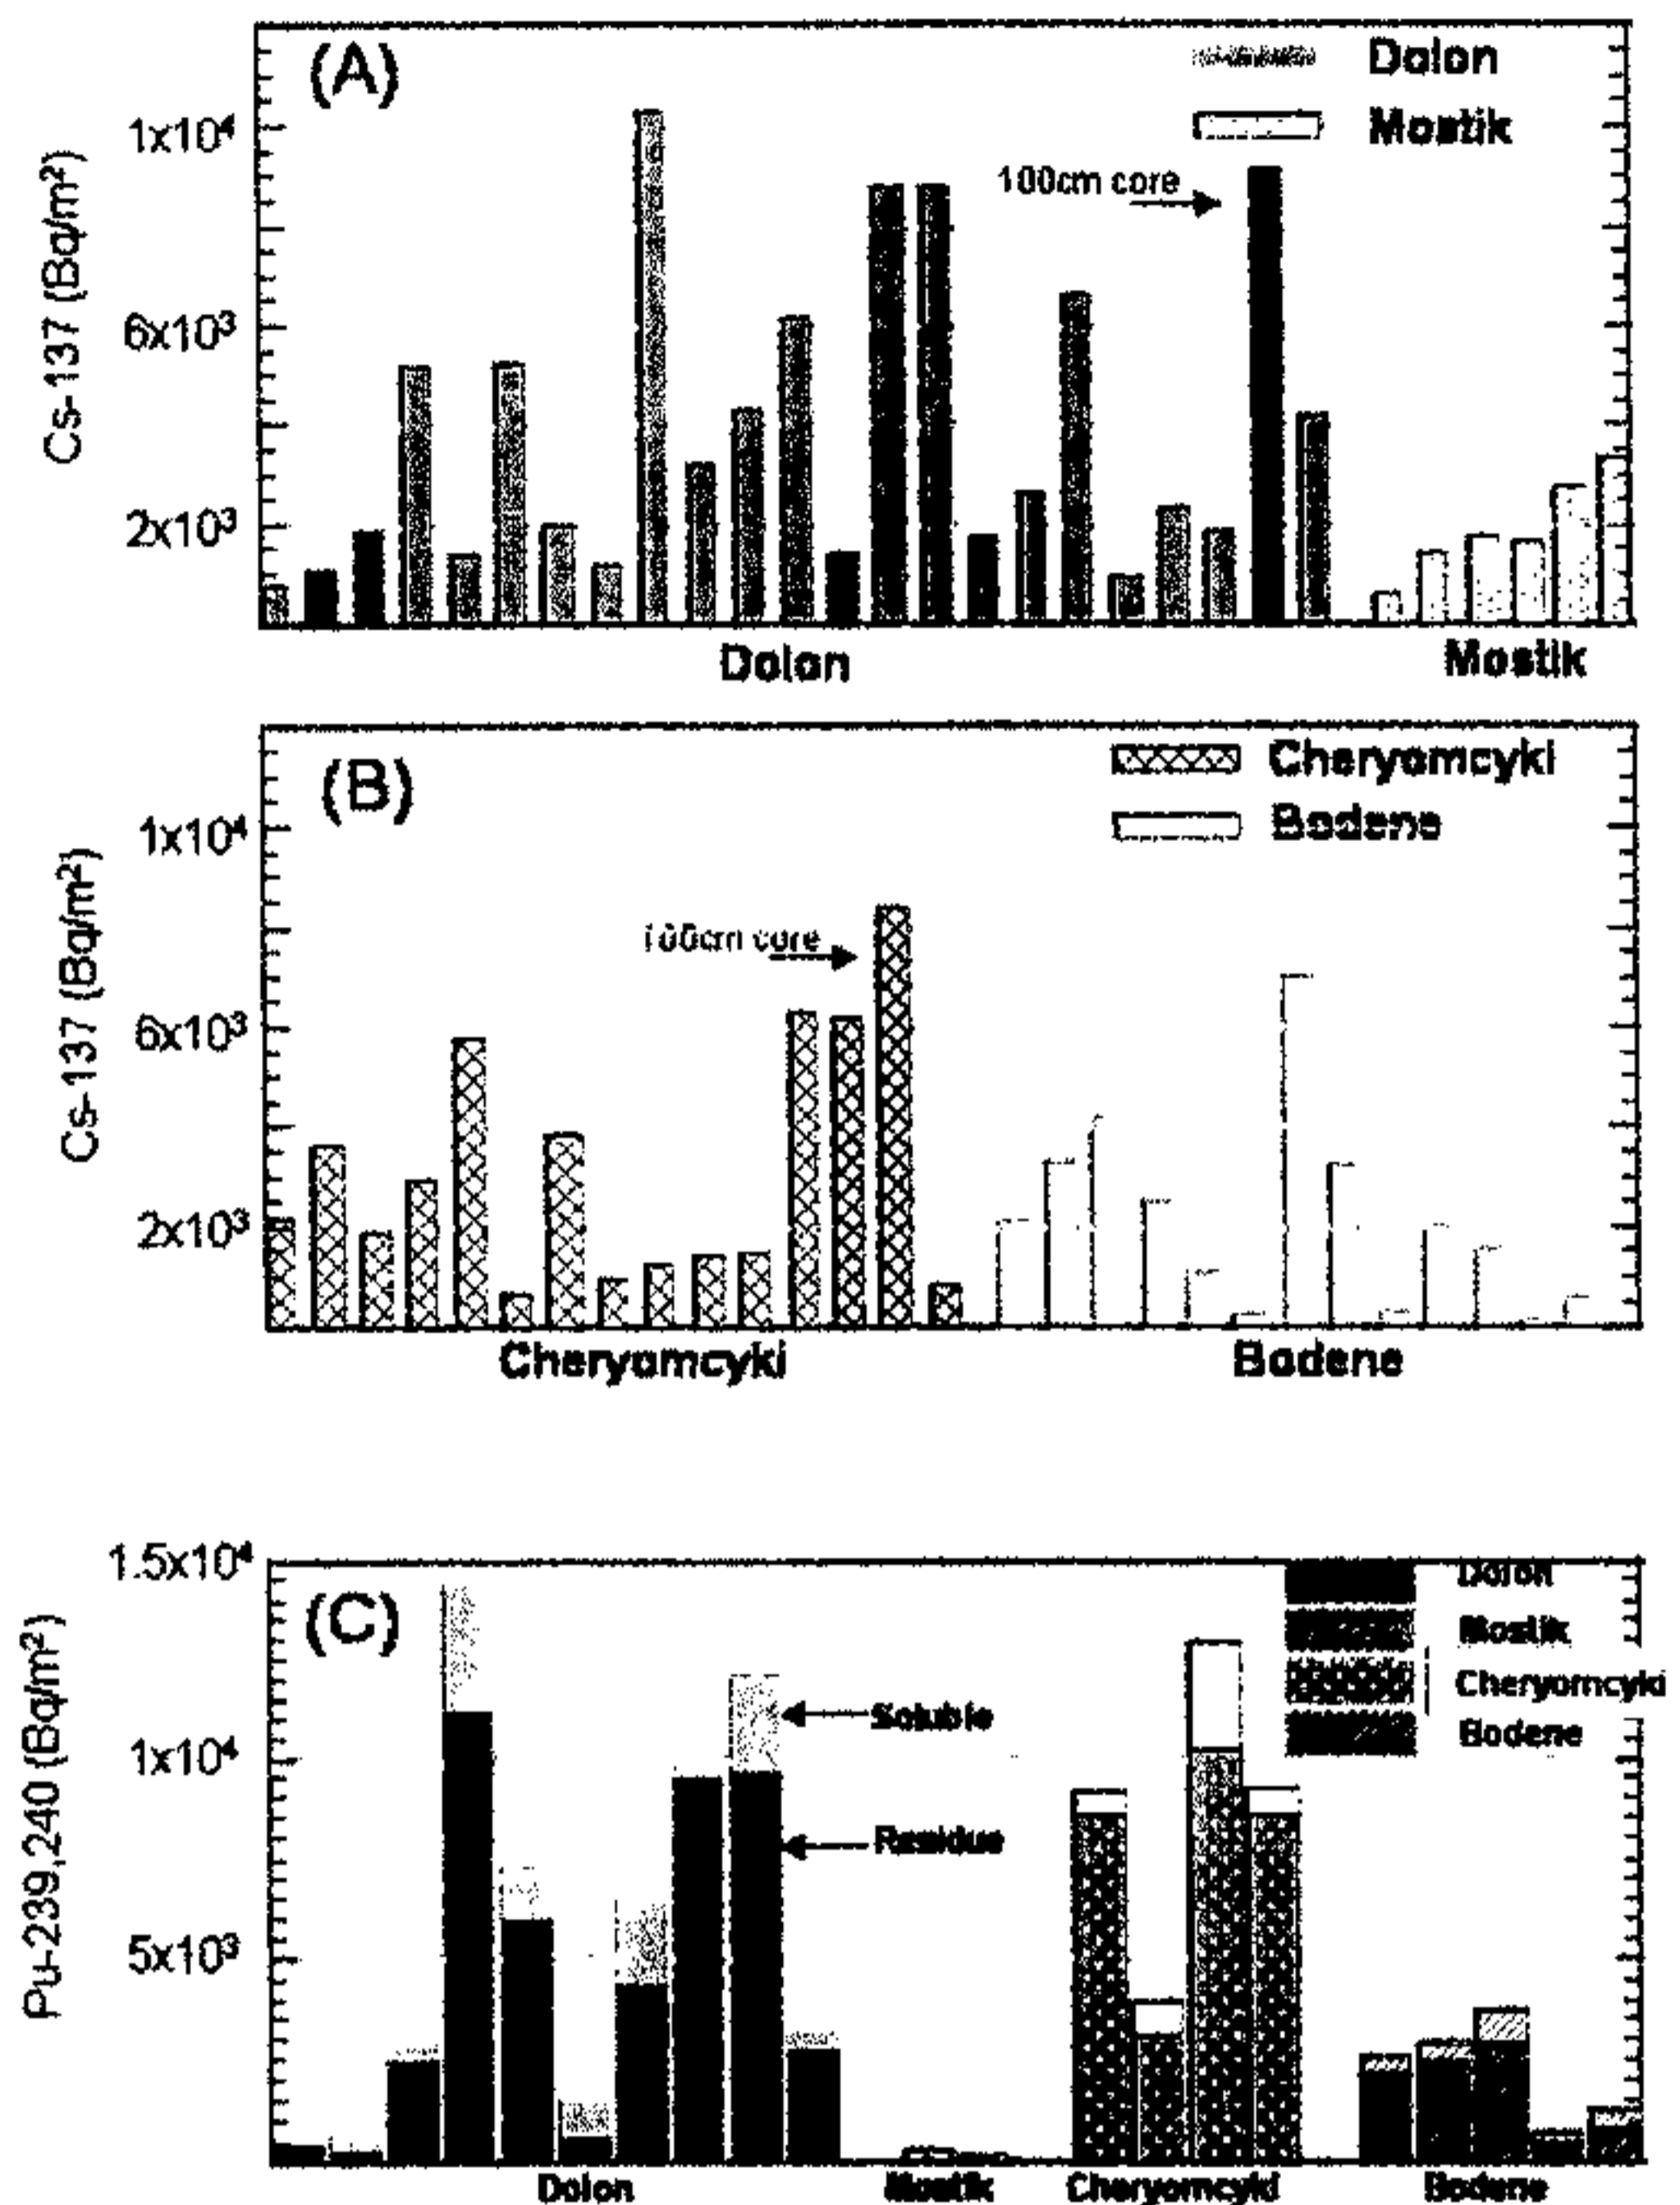 (A)
Dolon
Mostik
100cm core
1x10⁴
6x10³
2x10³
Cs-137 (Bq/m²)
Dolon
Mostik
(B)
Cheryomcyki
Bodene
100cm core
1x10⁴
6x10³
2x10³
Cs-137 (Bq/m²)
Cheryomcyki
Bodene
(C)
Dolon
Mostik
Cheryomcyki
Bodene
Soluble
Residue
1.5x10⁴
1x10⁴
5x10³
Pu-239,240 (Bq/m²)
Dolon
Mostik
Cheryomcyki
Bodene